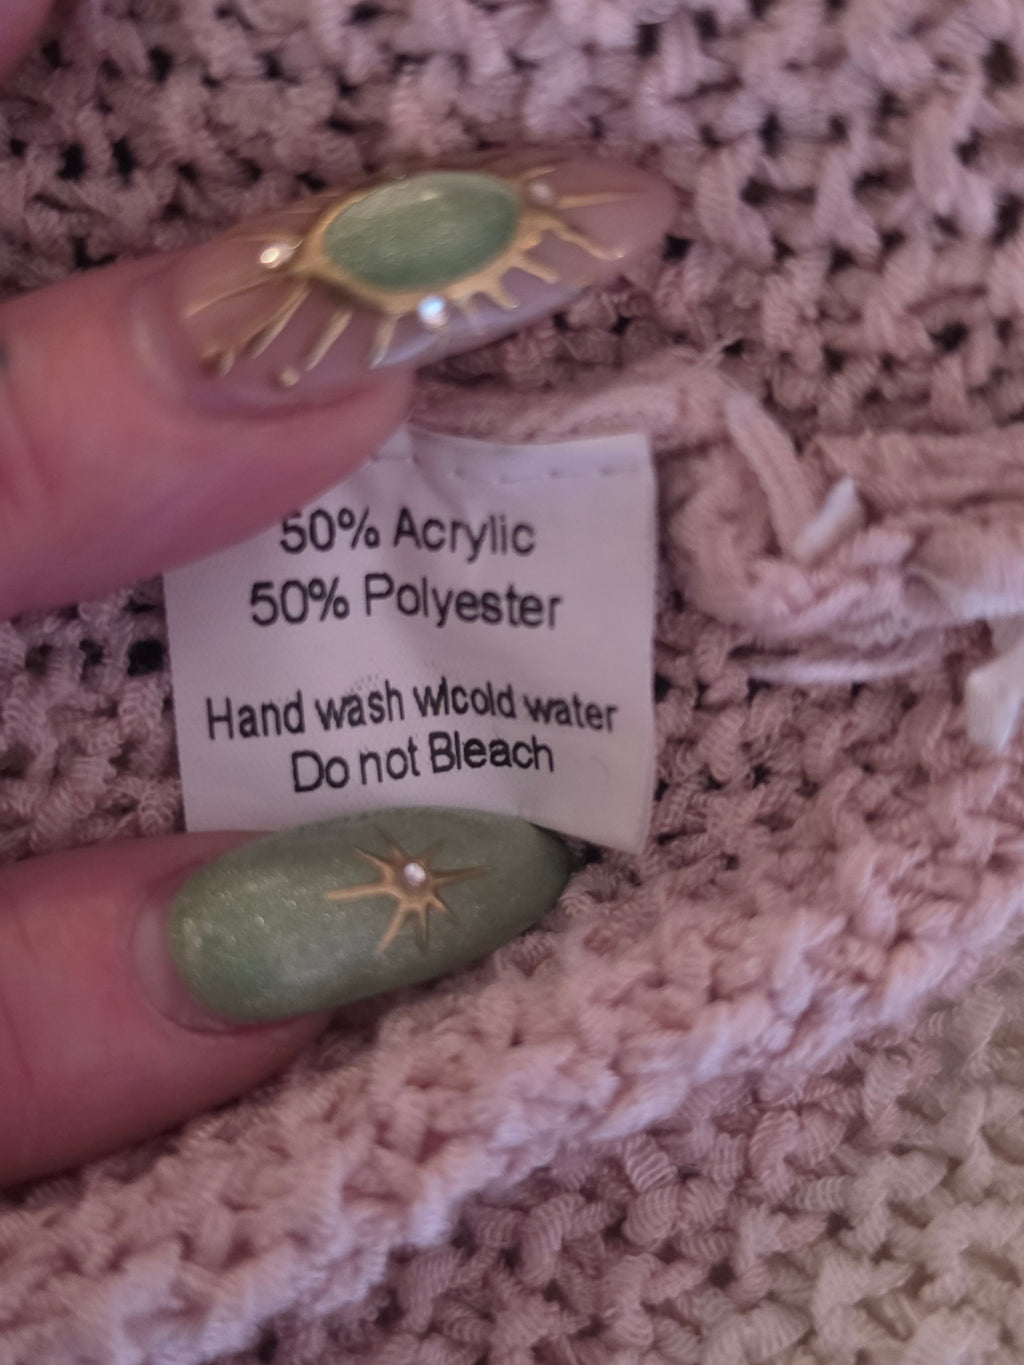 50% Acrylic
50% Polyester
Hand wash w/cold water
Do not Bleach